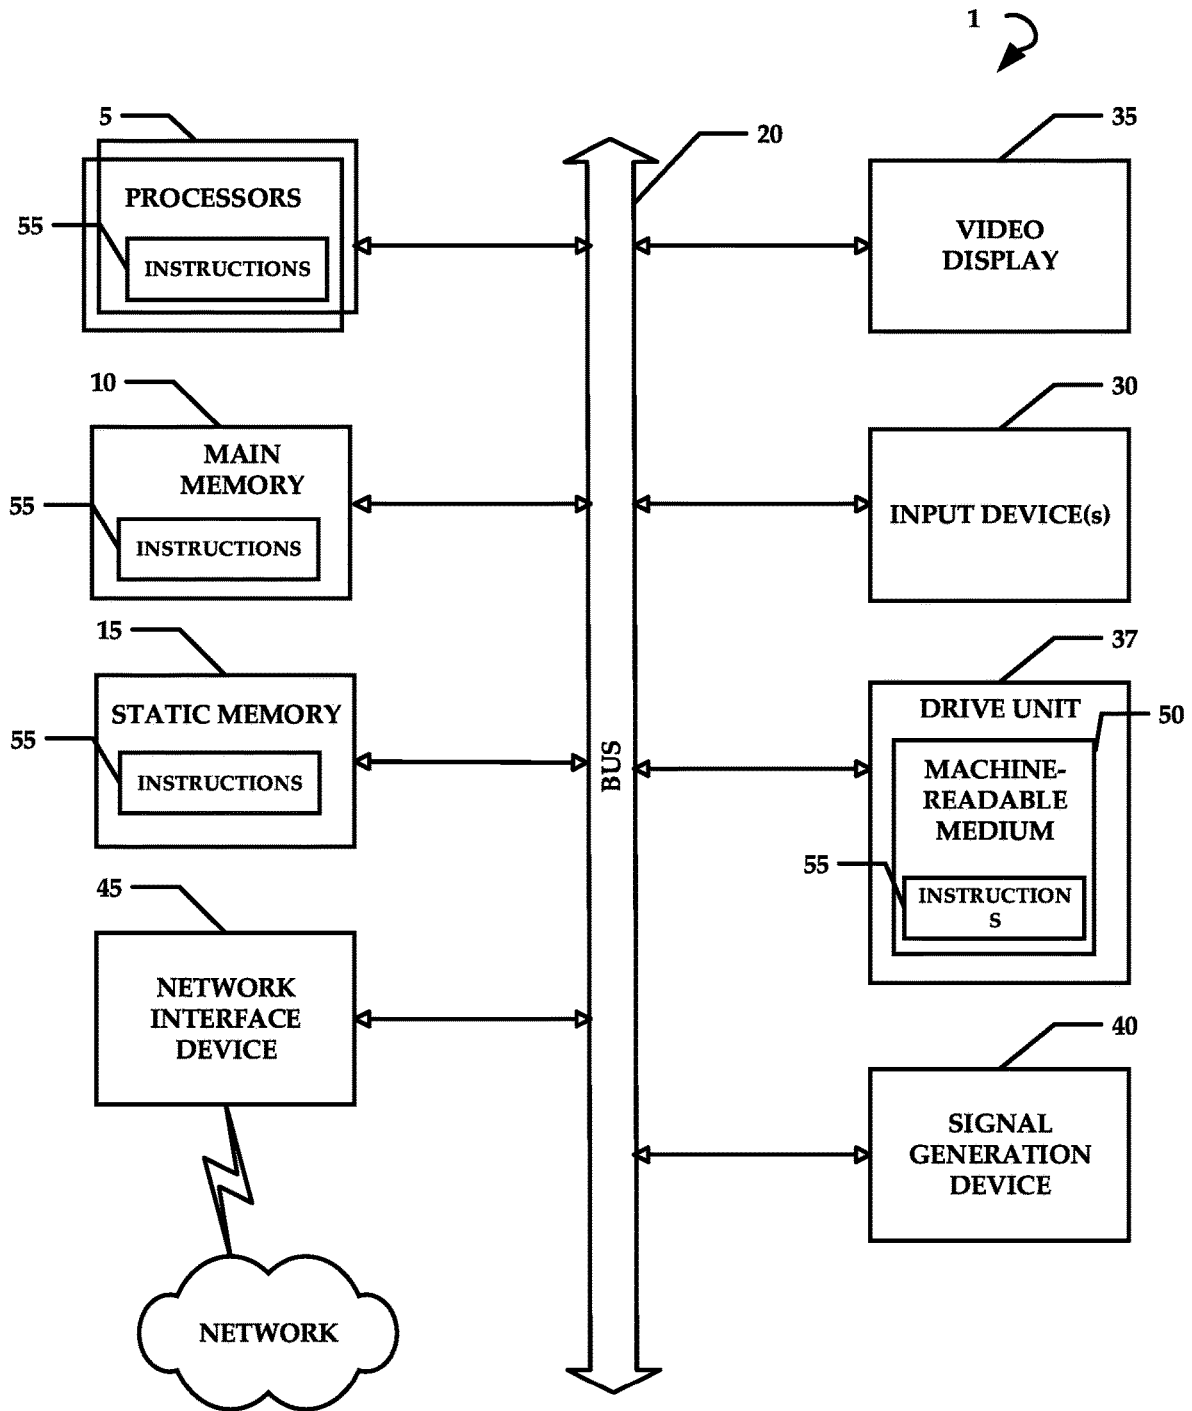 1
5
PROCESSORS
55
INSTRUCTIONS
10
MAIN
MEMORY
55
INSTRUCTIONS
15
STATIC MEMORY
55
INSTRUCTIONS
45
NETWORK
INTERFACE
DEVICE
NETWORK
20
BUS
35
VIDEO
DISPLAY
30
INPUT DEVICE(s)
37
DRIVE UNIT
50
MACHINE-
READABLE
MEDIUM
55
INSTRUCTION
S
40
SIGNAL
GENERATION
DEVICE